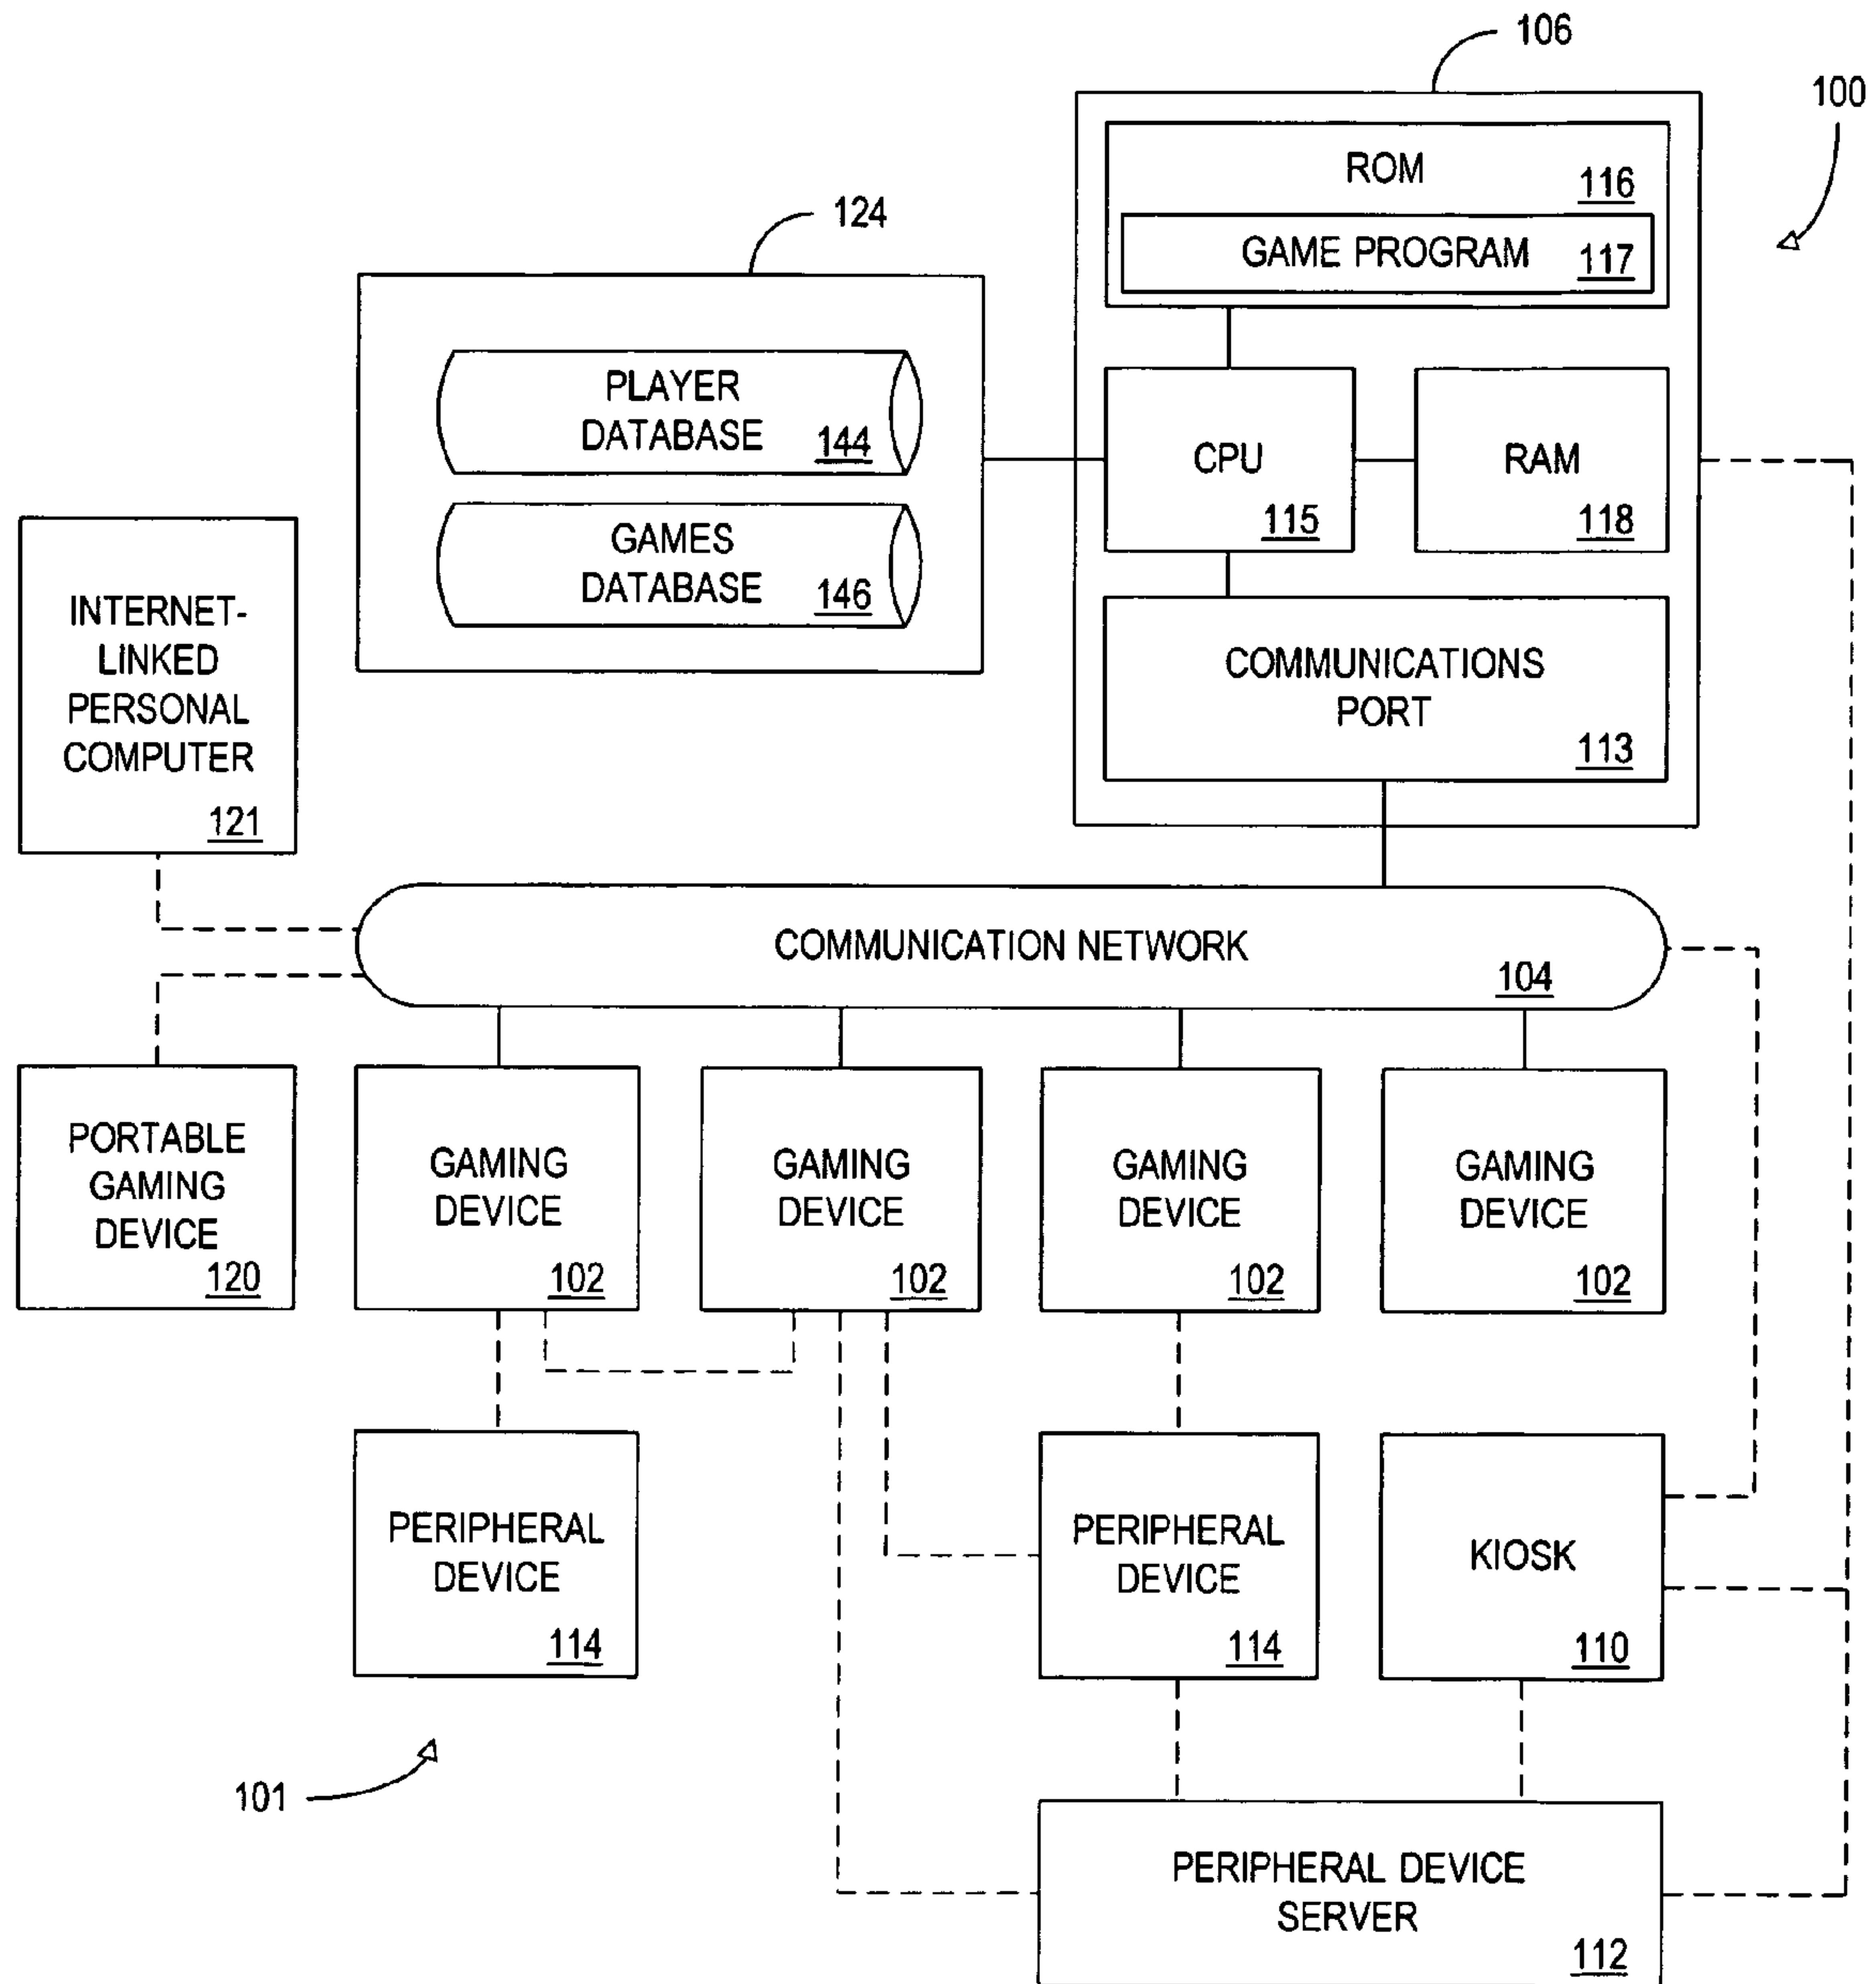 106
100
ROM
116
GAME PROGRAM
117
124
PLAYER
DATABASE
144
GAMES
DATABASE
146
CPU
115
RAM
118
COMMUNICATIONS
PORT
113
INTERNET-
LINKED
PERSONAL
COMPUTER
121
COMMUNICATION NETWORK
104
PORTABLE
GAMING
DEVICE
120
GAMING
DEVICE
102
GAMING
DEVICE
102
GAMING
DEVICE
102
GAMING
DEVICE
102
PERIPHERAL
DEVICE
114
PERIPHERAL
DEVICE
114
KIOSK
110
101
PERIPHERAL DEVICE
SERVER
112